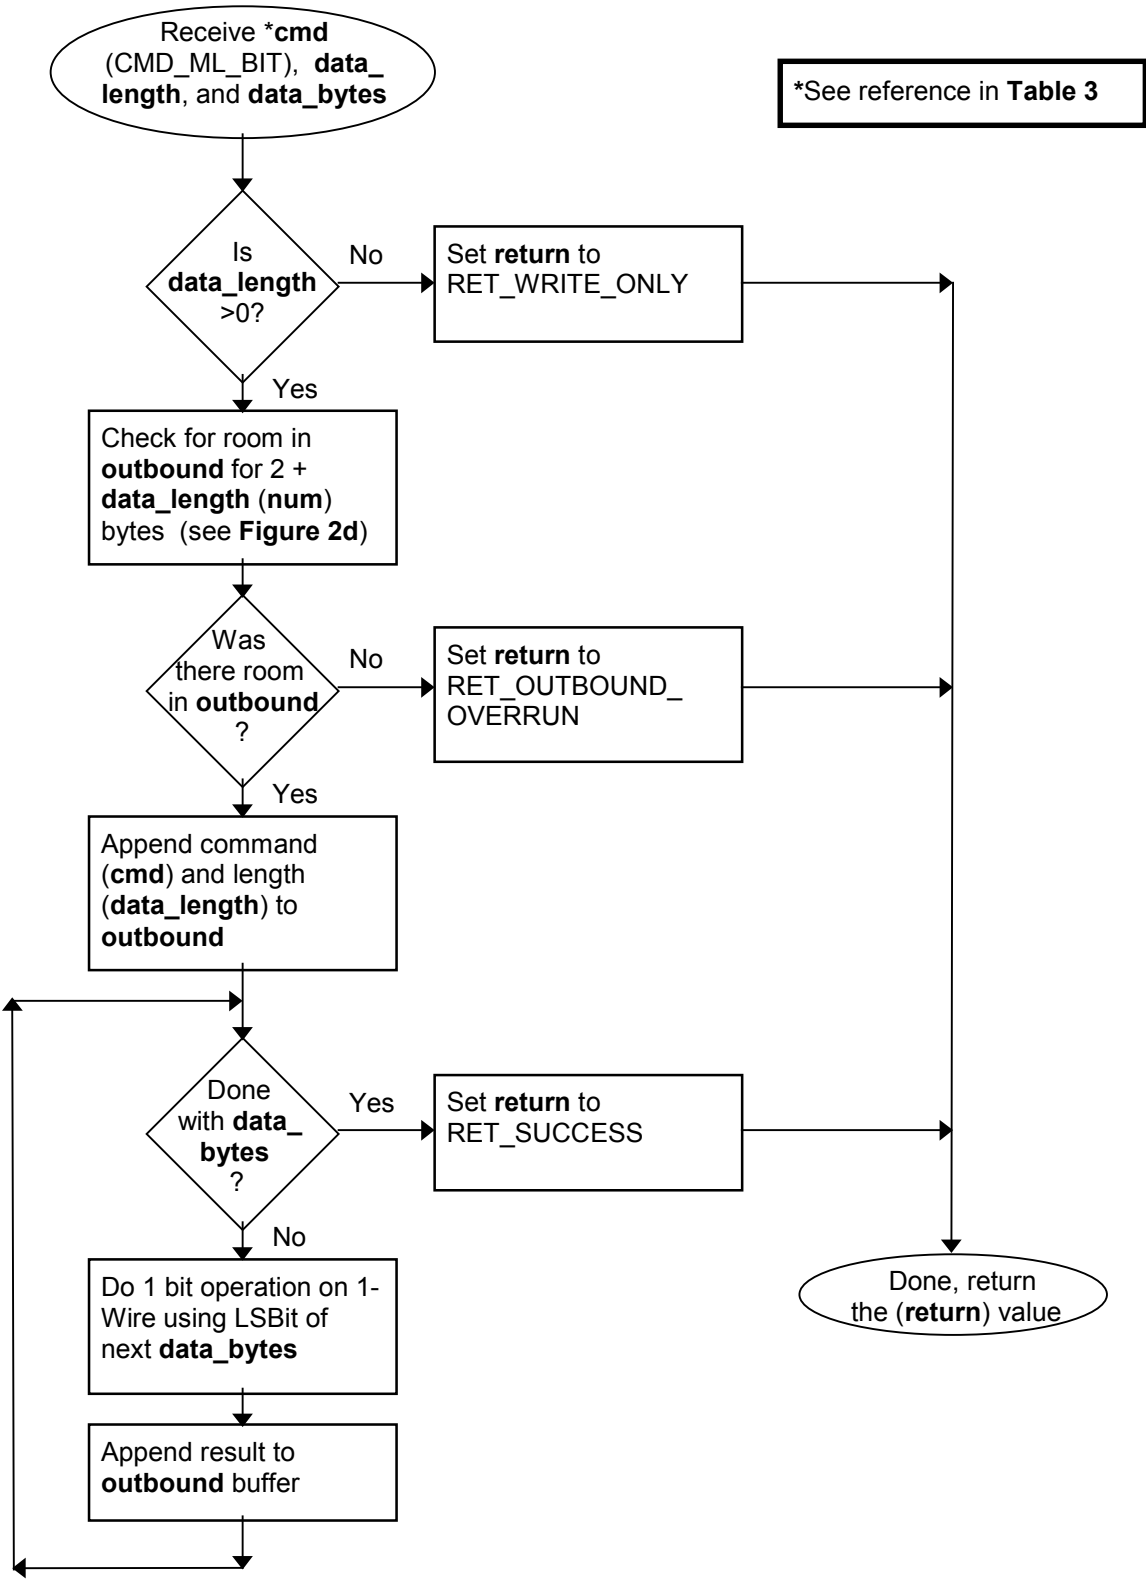 Receive *cmd
(CMD_ML_BIT), data_
length, and data_bytes
*See reference in Table 3
Is
data_length
>0?
No
Set return to
RET_WRITE_ONLY
Yes
Check for room in
outbound for 2 +
data_length (num)
bytes (see Figure 2d)
Was
there room
in outbound
?
No
Set return to
RET_OUTBOUND_
OVERRUN
Yes
Append command
(cmd) and length
(data_length) to
outbound
Done
with data_
bytes
?
Yes
Set return to
RET_SUCCESS
No
Do 1 bit operation on 1-
Wire using LSBit of
next data_bytes
Done, return
the (return) value
Append result to
outbound buffer